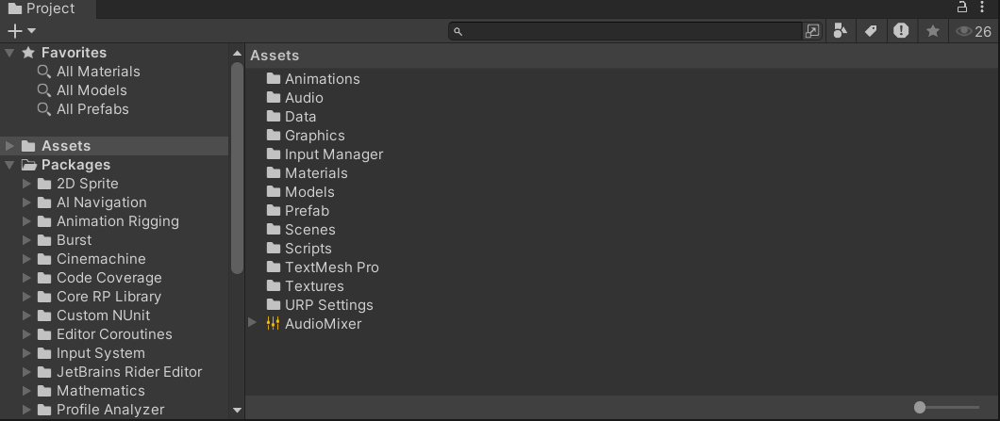 Project
26
Favorites
All Materials
All Models
All Prefabs
Assets
Packages
2D Sprite
AI Navigation
Animation Rigging
Burst
Cinemachine
Code Coverage
Core RP Library
Custom NUnit
Editor Coroutines
Input System
JetBrains Rider Editor
Mathematics
Profile Analyzer
Assets
Animations
Audio
Data
Graphics
Input Manager
Materials
Models
Prefab
Scenes
Scripts
TextMesh Pro
Textures
URP Settings
AudioMixer